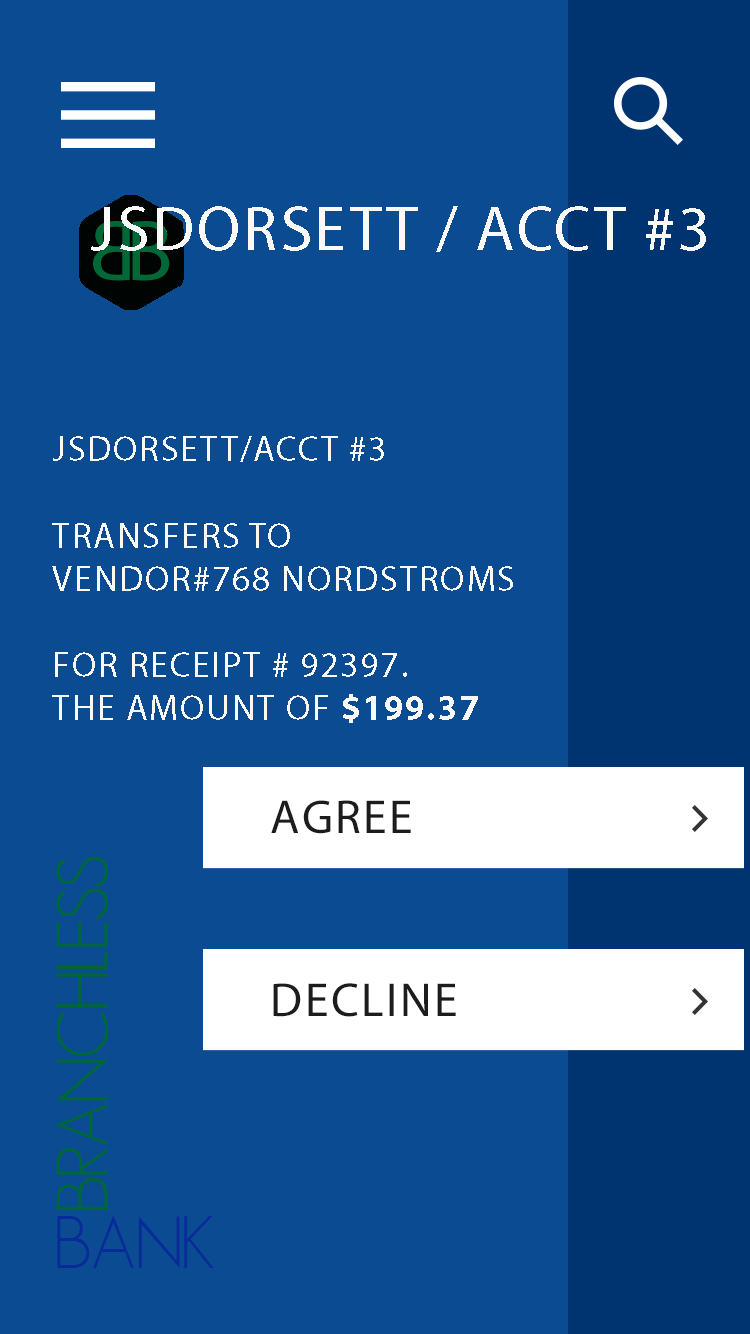 JSDORSETT / ACCT #3
BB
JSDORSETT/ACCT #3
TRANSFERS TO
VENDOR#768 NORDSTROMS
FOR RECEIPT # 92397.
THE AMOUNT OF $199.37
AGREE
DECLINE
BRANCHLESS
BANK